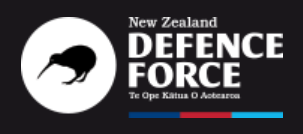 New Zealand
DEFENCE
FORCE
Te Ope Kātua O Aotearoa